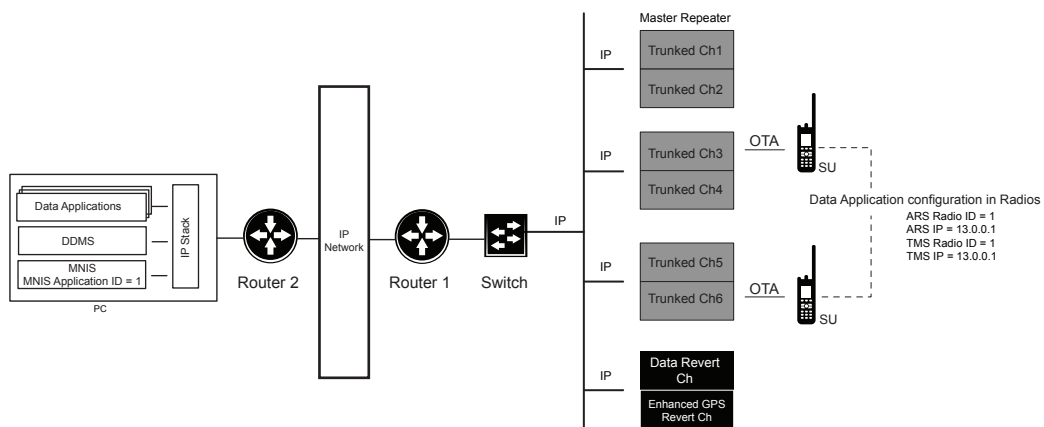 Data Applications
DDMS
MNIS
MNIS Application ID = 1
IP Stack
PC
Router 2
IP
Network
Router 1
Switch
IP
Master Repeater
IP
Trunked Ch1
Trunked Ch2
IP
Trunked Ch3
Trunked Ch4
OTA
SU
IP
Trunked Ch5
Trunked Ch6
OTA
SU
Data Application configuration in Radios
ARS Radio ID = 1
ARS IP = 13.0.0.1
TMS Radio ID = 1
TMS IP = 13.0.0.1
IP
Data Revert
Ch
Enhanced GPS
Revert Ch